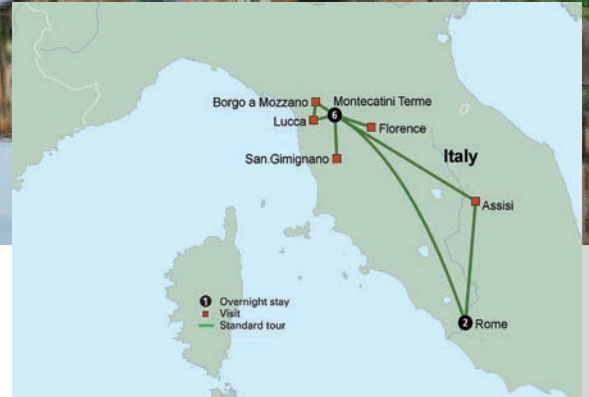 Borgo a Mozzano
Montecatini Terme
6
Lucca
Florence
San Gimignano
Italy
Assisi
1 Overnight stay
Visit
Standard tour
2 Rome